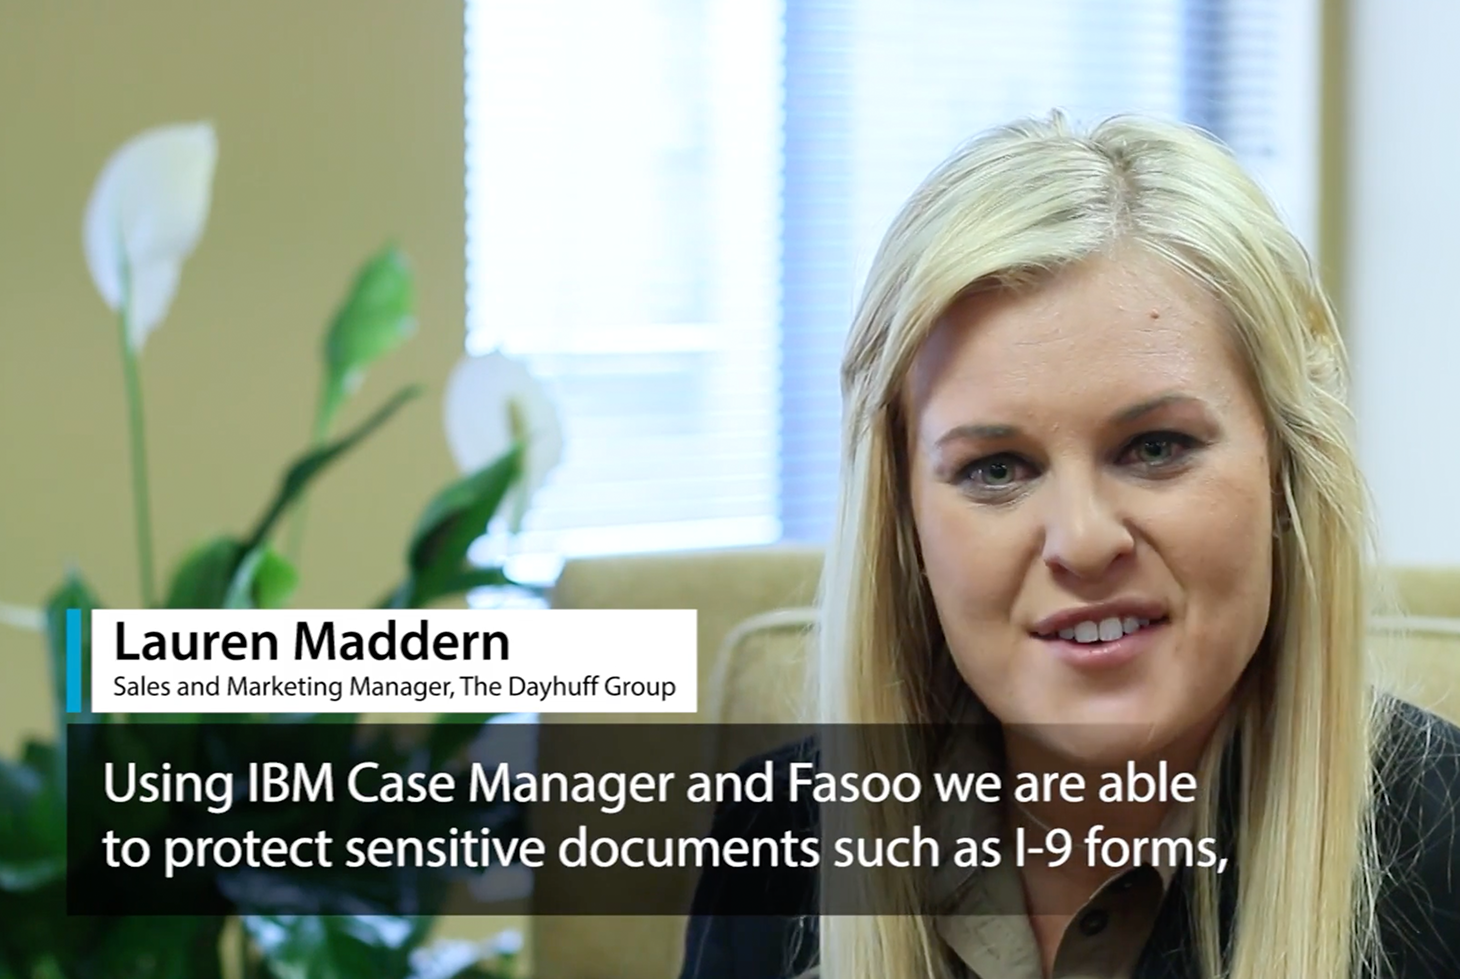 Lauren Maddern
Sales and Marketing Manager, The Dayhuff Group
Using IBM Case Manager and Fasoo we are able
to protect sensitive documents such as I-9 forms,